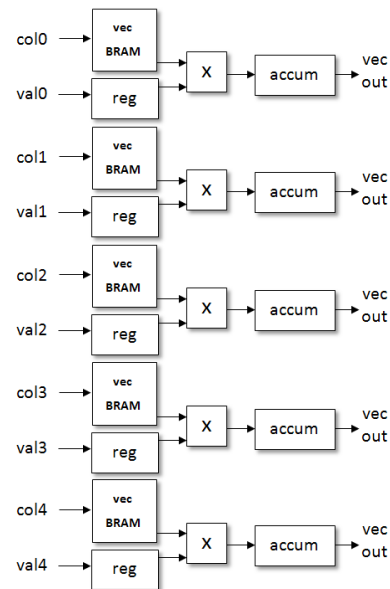 col0
vec
BRAM
val0
reg
X
accum
vec
out
col1
vec
BRAM
val1
reg
X
accum
vec
out
col2
vec
BRAM
val2
reg
X
accum
vec
out
col3
vec
BRAM
val3
reg
X
accum
vec
out
col4
vec
BRAM
val4
reg
X
accum
vec
out